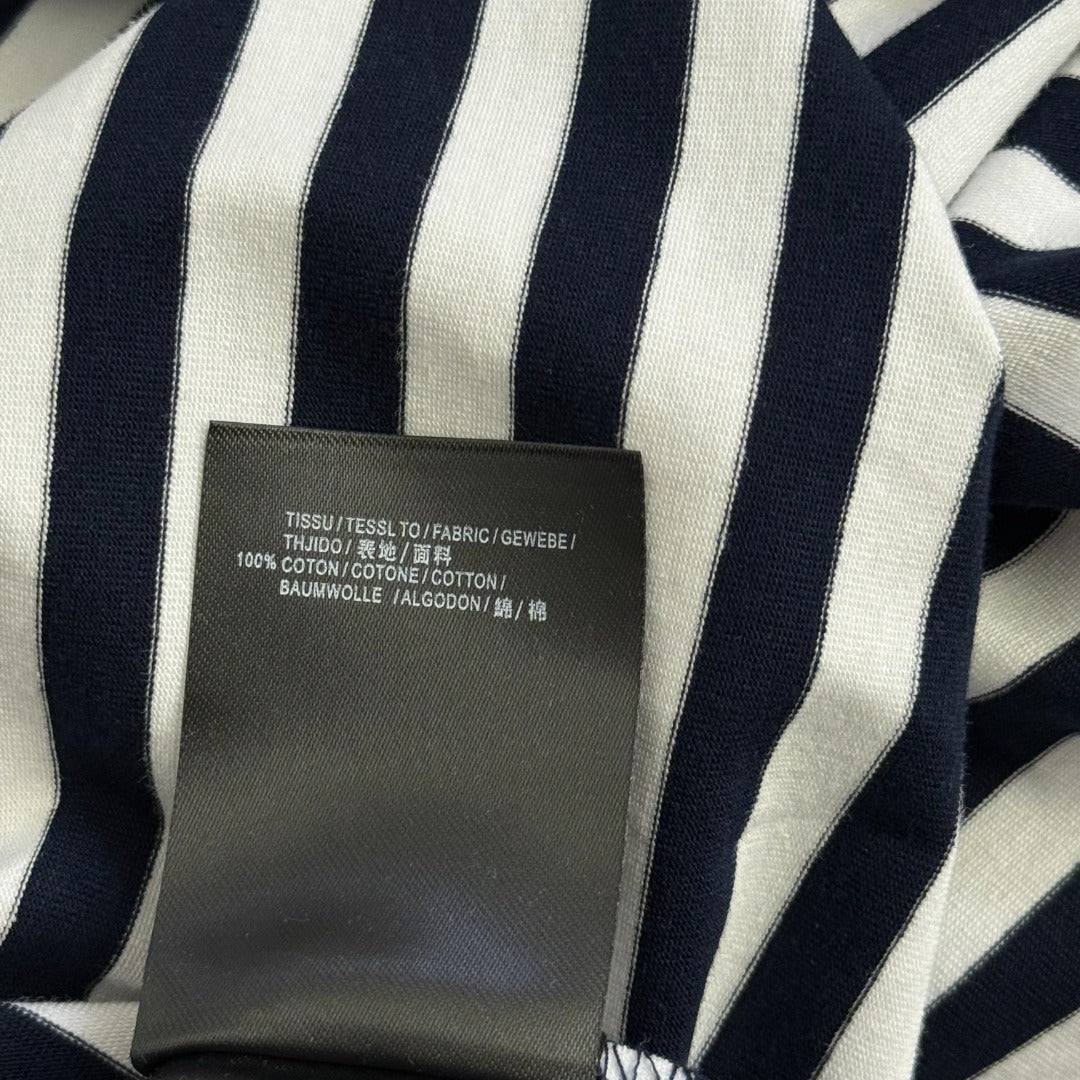 TISSU / TESSL TO / FABRIC / GEWEBE /
THJIDO / 表地 / 面料
100% COTON / COTONE / COTTON /
BAUMWOLLE / ALGODON / 綿 / 棉